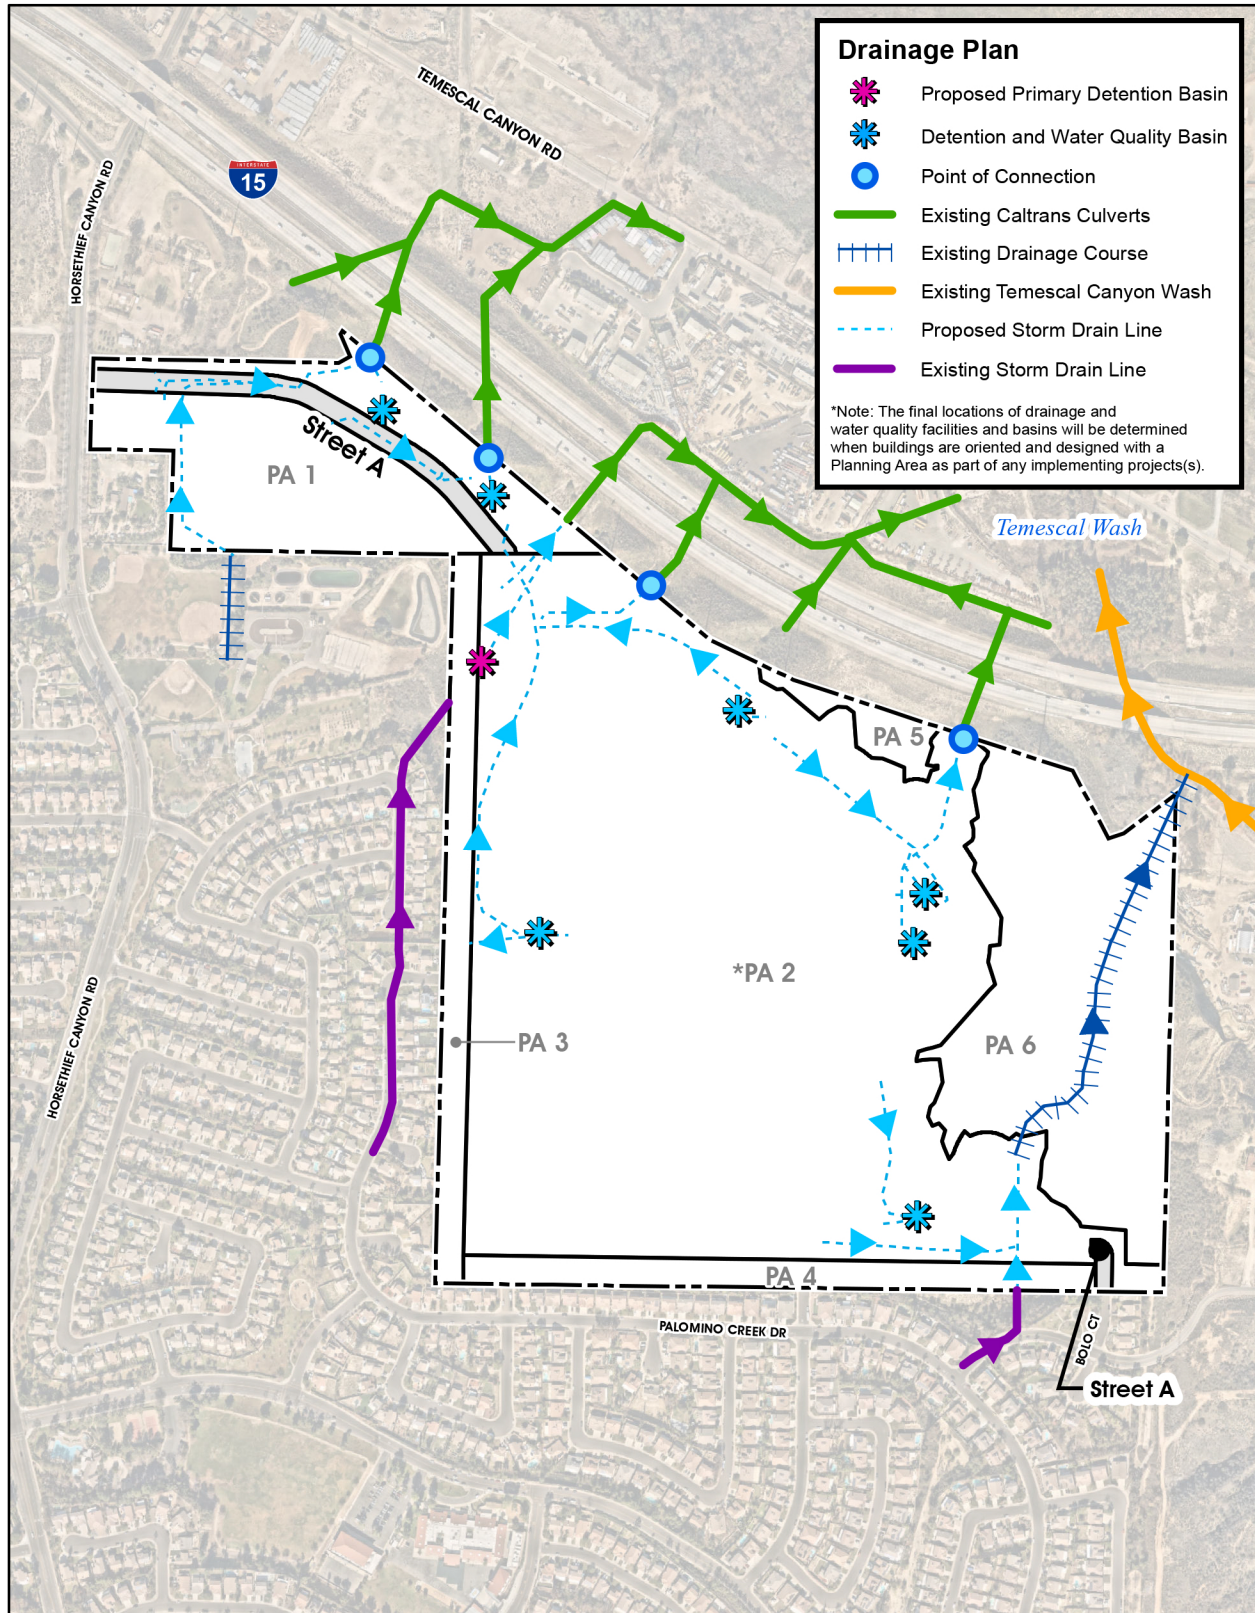 Drainage Plan
Proposed Primary Detention Basin
Detention and Water Quality Basin
Point of Connection
Existing Caltrans Culverts
Existing Drainage Course
Existing Temescal Canyon Wash
Proposed Storm Drain Line
Existing Storm Drain Line
*Note: The final locations of drainage and
water quality facilities and basins will be determined
when buildings are oriented and designed with a
Planning Area as part of any implementing projects(s).
TEMESCAL CANYON RD
INTERSTATE
15
HORSETHIEF CANYON RD
Street A
PA 1
Temescal Wash
PA 5
*PA 2
PA 3
PA 6
HORSETHIEF CANYON RD
PA 4
PALOMINO CREEK DR
BOLO CT
Street A